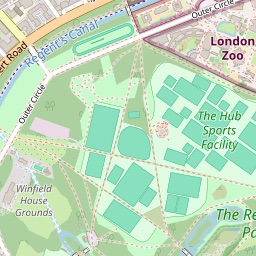 Regent's Canal
ert Road
London
Zoo
Outer Circle
Outer Circle
The Hub
Sports
Facility
Winfield
House
Grounds
The Re
Pa